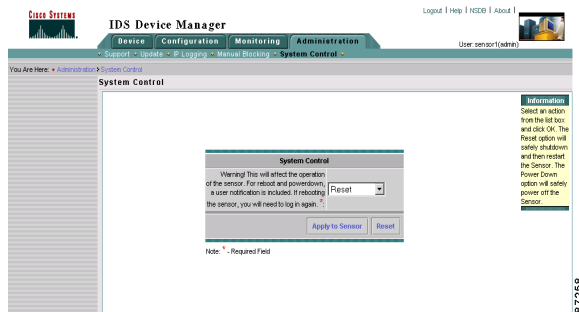 CISCO SYSTEMS
IDS Device Manager
Logout | Help | NSDB | About |
Device Configuration Monitoring Administration
User: sensor1(admin)
Support Update IP Logging Manual Blocking System Control
You Are Here: Administration > System Control
System Control
Information
Select an action
from the list box
and click OK. The
Reset option will
safely shutdown
and then restart
the Sensor. The
Power Down
option will safely
power off the
Sensor.
System Control
Warning! This will affect the operation
of the sensor. For reboot and powerdown,
a user notification is included. If rebooting
the sensor, you will need to log in again. *:
Reset
Apply to Sensor Reset
Note: * - Required Field
87268